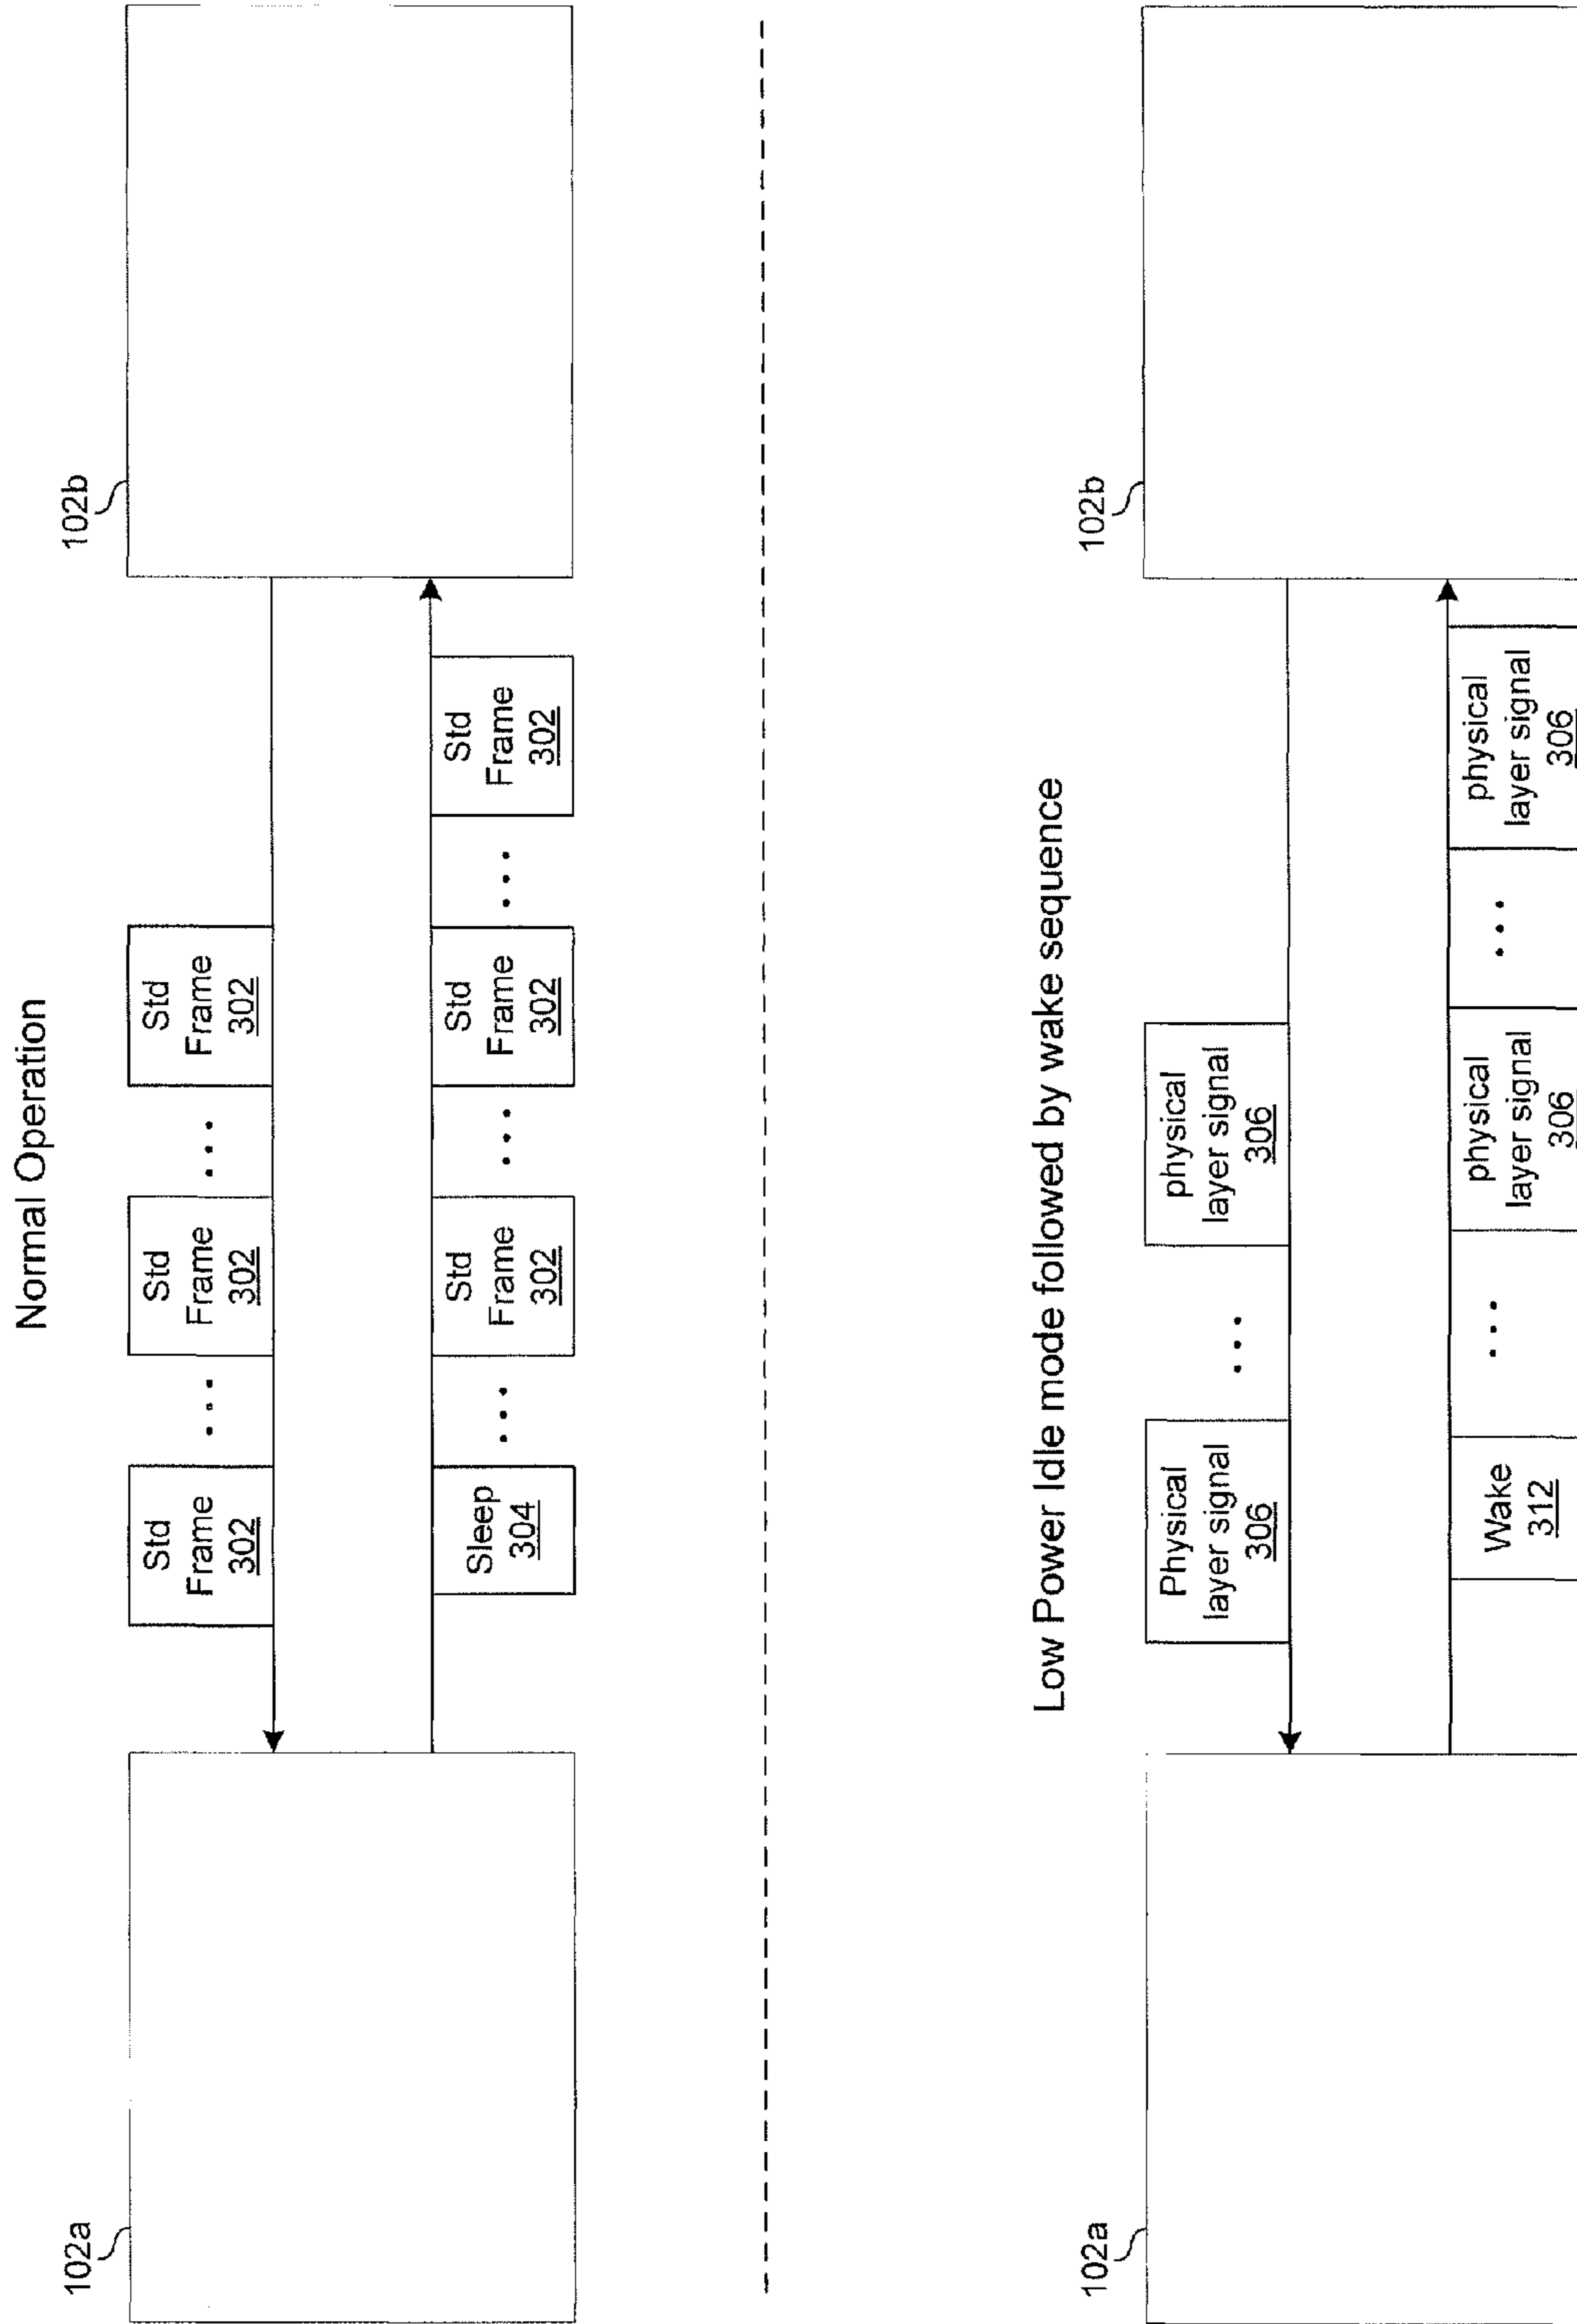 Normal Operation
102a
102b
Std
Frame
302
...
Std
Frame
302
...
Std
Frame
302
Sleep
304
...
Std
Frame
302
...
Std
Frame
302
...
Std
Frame
302
Low Power Idle mode followed by wake sequence
102a
102b
Physical
layer signal
306
...
physical
layer signal
306
Wake
312
...
physical
layer signal
306
...
physical
layer signal
306